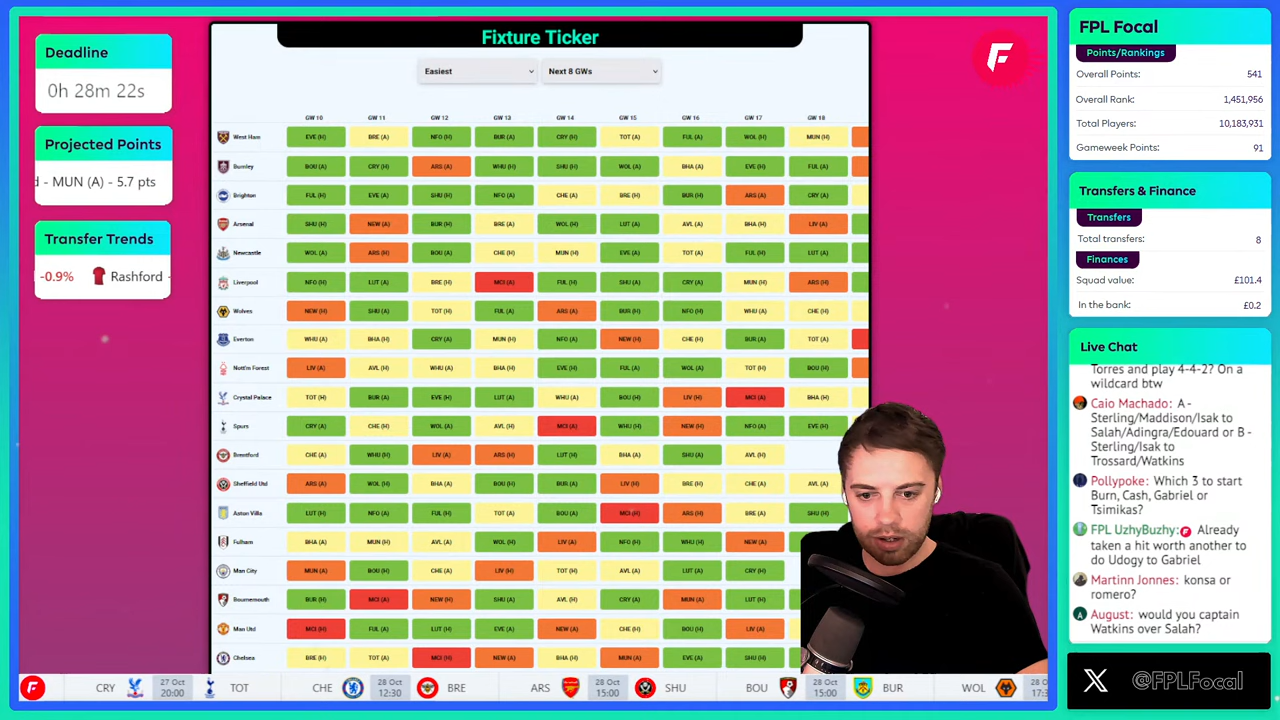 Deadline
0h 28m 22s
Projected Points
- MUN (A) - 5.7 pts
Transfer Trends
-0.9% Rashford -
Fixture Ticker
Easiest Next 8 GWs
GW 10 GW 11 GW 12 GW 13 GW 14 GW 15 GW 16 GW 17 GW 18
West Ham EVE (H) BRE (A) NFO (H) BUR (A) CRY (H) TOT (A) FUL (A) WOL (H) MUN (H)
Burnley BOU (A) CRY (H) ARS (A) WHU (H) SHU (H) WOL (A) BHA (A) EVE (H) FUL (A)
Brighton FUL (H) EVE (A) SHU (H) NFO (A) CHE (A) BRE (H) BUR (H) ARS (A) CRY (A)
Arsenal SHU (H) NEW (A) BUR (H) BRE (A) WOL (H) LUT (A) AVL (A) BHA (H) LIV (A)
Newcastle WOL (A) ARS (H) BOU (A) CHE (H) MUN (H) EVE (A) TOT (A) FUL (H) LUT (A)
Liverpool NFO (H) LUT (A) BRE (H) MCI (A) FUL (H) SHU (A) CRY (A) MUN (H) ARS (H)
Wolves NEW (H) SHU (A) TOT (H) FUL (A) ARS (A) BUR (H) NFO (H) WHU (A) CHE (H)
Everton WHU (A) BHA (H) CRY (A) MUN (H) NFO (A) NEW (H) CHE (H) BUR (A) TOT (A)
Nott'm Forest LIV (A) AVL (H) WHU (A) BHA (H) EVE (H) FUL (A) WOL (A) TOT (H) BOU (H)
Crystal Palace TOT (H) BUR (A) EVE (H) LUT (A) WHU (A) BOU (H) LIV (H) MCI (A) BHA (H)
Spurs CRY (A) CHE (H) WOL (A) AVL (H) MCI (A) WHU (H) NEW (H) NFO (A) EVE (H)
Brentford CHE (A) WHU (H) LIV (A) ARS (H) LUT (H) BHA (A) SHU (A) AVL (H)
Sheffield Utd ARS (A) WOL (H) BHA (A) BOU (H) BUR (A) LIV (H) BRE (H) CHE (A) AVL (A)
Aston Villa LUT (H) NFO (A) FUL (H) TOT (A) BOU (A) MCI (H) ARS (H) BRE (A) SHU (H)
Fulham BHA (A) MUN (H) AVL (A) WOL (H) LIV (A) NFO (H) WHU (H) NEW (A)
Man City MUN (A) BOU (H) CHE (A) LIV (H) TOT (H) AVL (A) LUT (A) CRY (H)
Bournemouth BUR (H) MCI (A) NEW (H) SHU (A) AVL (H) CRY (A) MUN (A) LUT (H)
Man Utd MCI (H) FUL (A) LUT (H) EVE (A) NEW (A) CHE (H) BOU (H) LIV (A)
Chelsea BRE (H) TOT (A) MCI (H) NEW (A) BHA (H) MUN (A) EVE (A) SHU (H)
F
FPL Focal
Points/Rankings
Overall Points: 541
Overall Rank: 1,451,956
Total Players: 10,183,931
Gameweek Points: 91
Transfers & Finance
Transfers
Total transfers: 8
Finances
Squad value: £101.4
In the bank: £0.2
Live Chat
Torres and play 4-4-2? On a
wildcard btw
Caio Machado: A -
Sterling/Maddison/Isak to
Salah/Adingra/Edouard or B -
Sterling/Isak to
Trossard/Watkins
Pollypoke: Which 3 to start
Burn, Cash, Gabriel or
Tsimikas?
FPL UzhyBuzhy: Already
taken a hit worth another to
do Udogy to Gabriel
Martinn Jonnes: konsa or
romero?
August: would you captain
Watkins over Salah?
X @FPLFocal
F CRY 27 Oct 20:00 TOT CHE 28 Oct 12:30 BRE ARS 28 Oct 15:00 SHU BOU 28 Oct 15:00 BUR WOL 28 O 17:3